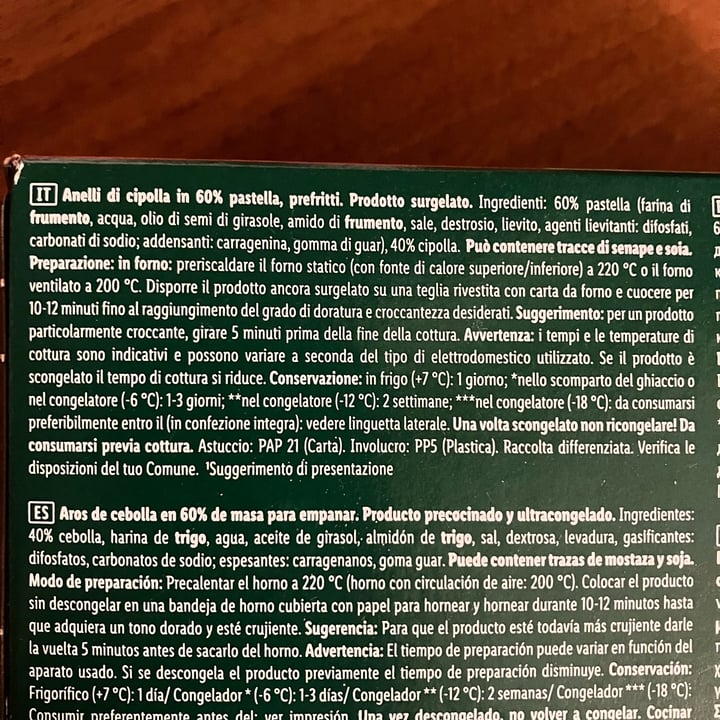 IT Anelli di cipolla in 60% pastella, prefritti. Prodotto surgelato. Ingredienti: 60% pastella (farina di
frumento, acqua, olio di semi di girasole, amido di frumento, sale, destrosio, lievito, agenti lievitanti: difosfati,
carbonati di sodio; addensanti: carragenina, gomma di guar), 40% cipolla. Può contenere tracce di senape e soia.
Preparazione: in forno: preriscaldare il forno statico (con fonte di calore superiore/inferiore) a 220 °C o il forno
ventilato a 200 °C. Disporre il prodotto ancora surgelato su una teglia rivestita con carta da forno e cuocere per
10-12 minuti fino al raggiungimento del grado di doratura e croccantezza desiderati. Suggerimento: per un prodotto
particolarmente croccante, girare 5 minuti prima della fine della cottura. Avvertenza: i tempi e le temperature di
cottura sono indicativi e possono variare a seconda del tipo di elettrodomestico utilizzato. Se il prodotto è
scongelato il tempo di cottura si riduce. Conservazione: in frigo (+7 °C): 1 giorno; *nello scomparto del ghiaccio o
nel congelatore (-6 °C): 1-3 giorni; **nel congelatore (-12 °C): 2 settimane; ***nel congelatore (-18 °C): da consumarsi
preferibilmente entro il (in confezione integra): vedere linguetta laterale. Una volta scongelato non ricongelare! Da
consumarsi previa cottura. Astuccio: PAP 21 (Carta). Involucro: PP5 (Plastica). Raccolta differenziata. Verifica le
disposizioni del tuo Comune. ¹Suggerimento di presentazione
ES Aros de cebolla en 60% de masa para empanar. Producto precocinado y ultracongelado. Ingredientes:
40% cebolla, harina de trigo, agua, aceite de girasol, almidón de trigo, sal, dextrosa, levadura, gasificantes:
difosfatos, carbonatos de sodio; espesantes: carragenanos, goma guar. Puede contener trazas de mostaza y soja.
Modo de preparación: Precalentar el horno a 220 °C (horno con circulación de aire: 200 °C). Colocar el producto
sin descongelar en una bandeja de horno cubierta con papel para hornear y hornear durante 10-12 minutos hasta
que adquiera un tono dorado y esté crujiente. Sugerencia: Para que el producto esté todavía más crujiente darle
la vuelta 5 minutos antes de sacarlo del horno. Advertencia: El tiempo de preparación puede variar en función del
aparato usado. Si se descongela el producto previamente el tiempo de preparación disminuye. Conservación:
Frigorífico (+7 °C): 1 día/ Congelador * (-6 °C): 1-3 días/ Congelador ** (-12 °C): 2 semanas/ Congelador *** (-18 °C):
Consumir preferentemente antes del: ver impresión. Una vez descongelado, no volver a congelar. Cocinar